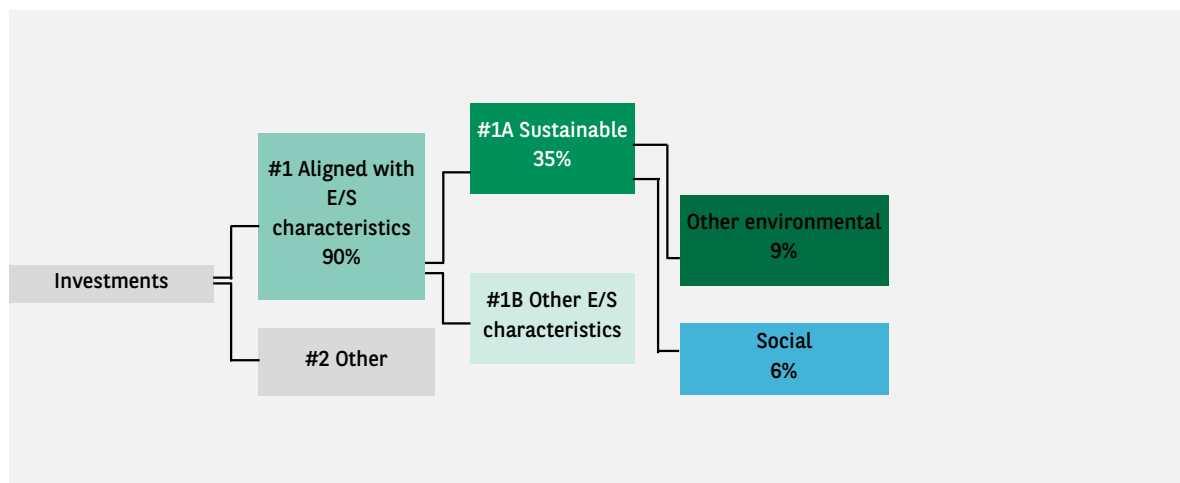 Investments
#1 Aligned with
E/S
characteristics
90%
#2 Other
#1A Sustainable
35%
#1B Other E/S
characteristics
Other environmental
9%
Social
6%